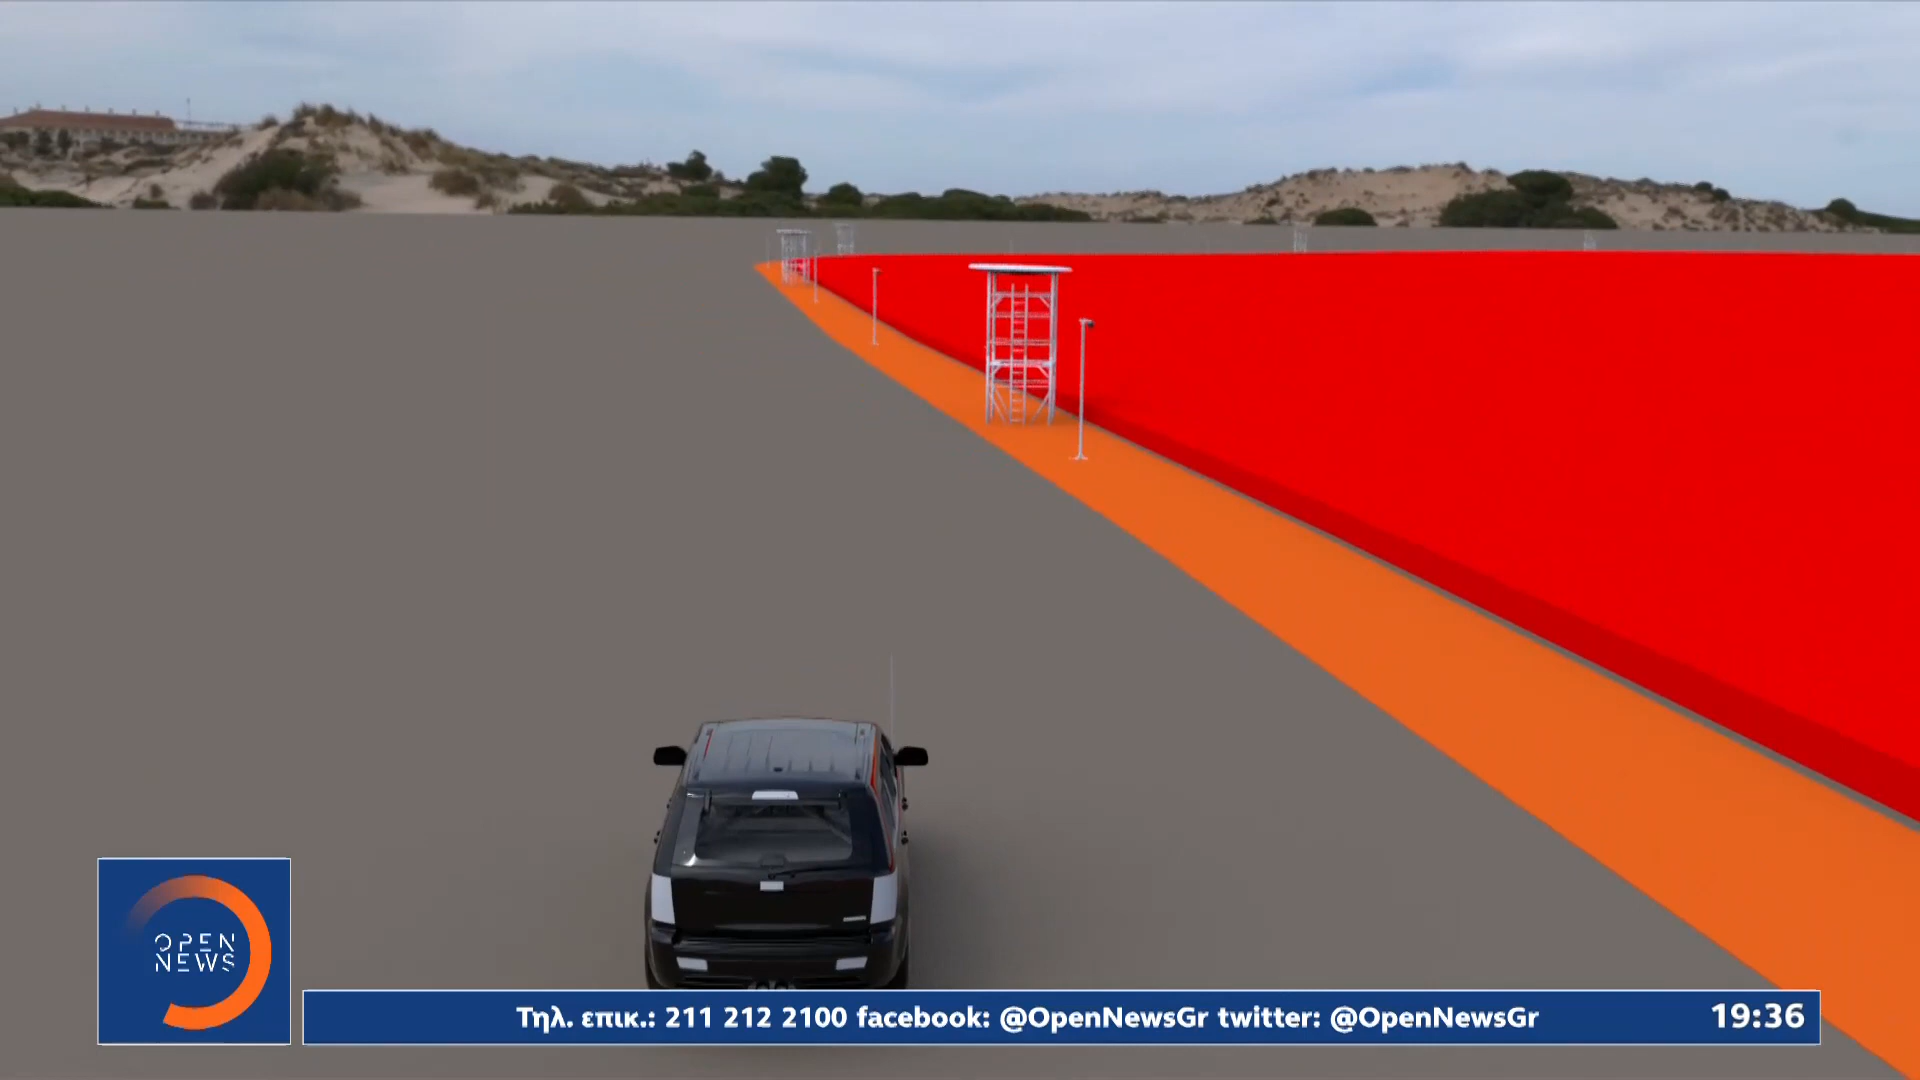 OPEN
NEWS
Τηλ. επικ.: 211 212 2100 facebook: @OpenNewsGr twitter: @OpenNewsGr
19:36